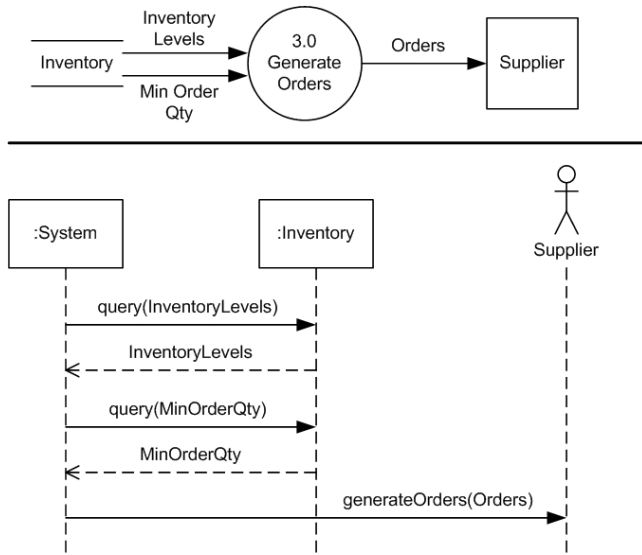 Inventory
Levels
Inventory
Min Order
Qty
3.0
Generate
Orders
Orders
Supplier
:System
:Inventory
Supplier
query(InventoryLevels)
InventoryLevels
query(MinOrderQty)
MinOrderQty
generateOrders(Orders)